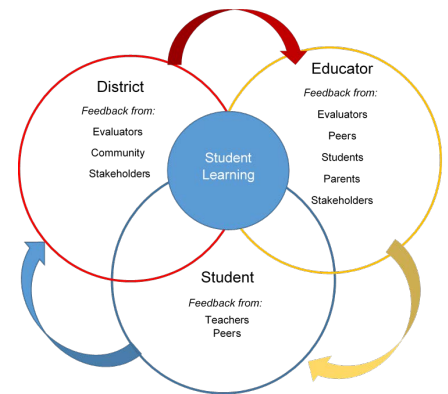 District
Feedback from:
Evaluators
Community
Stakeholders
Educator
Feedback from:
Evaluators
Peers
Students
Parents
Stakeholders
Student
Learning
Student
Feedback from:
Teachers
Peers